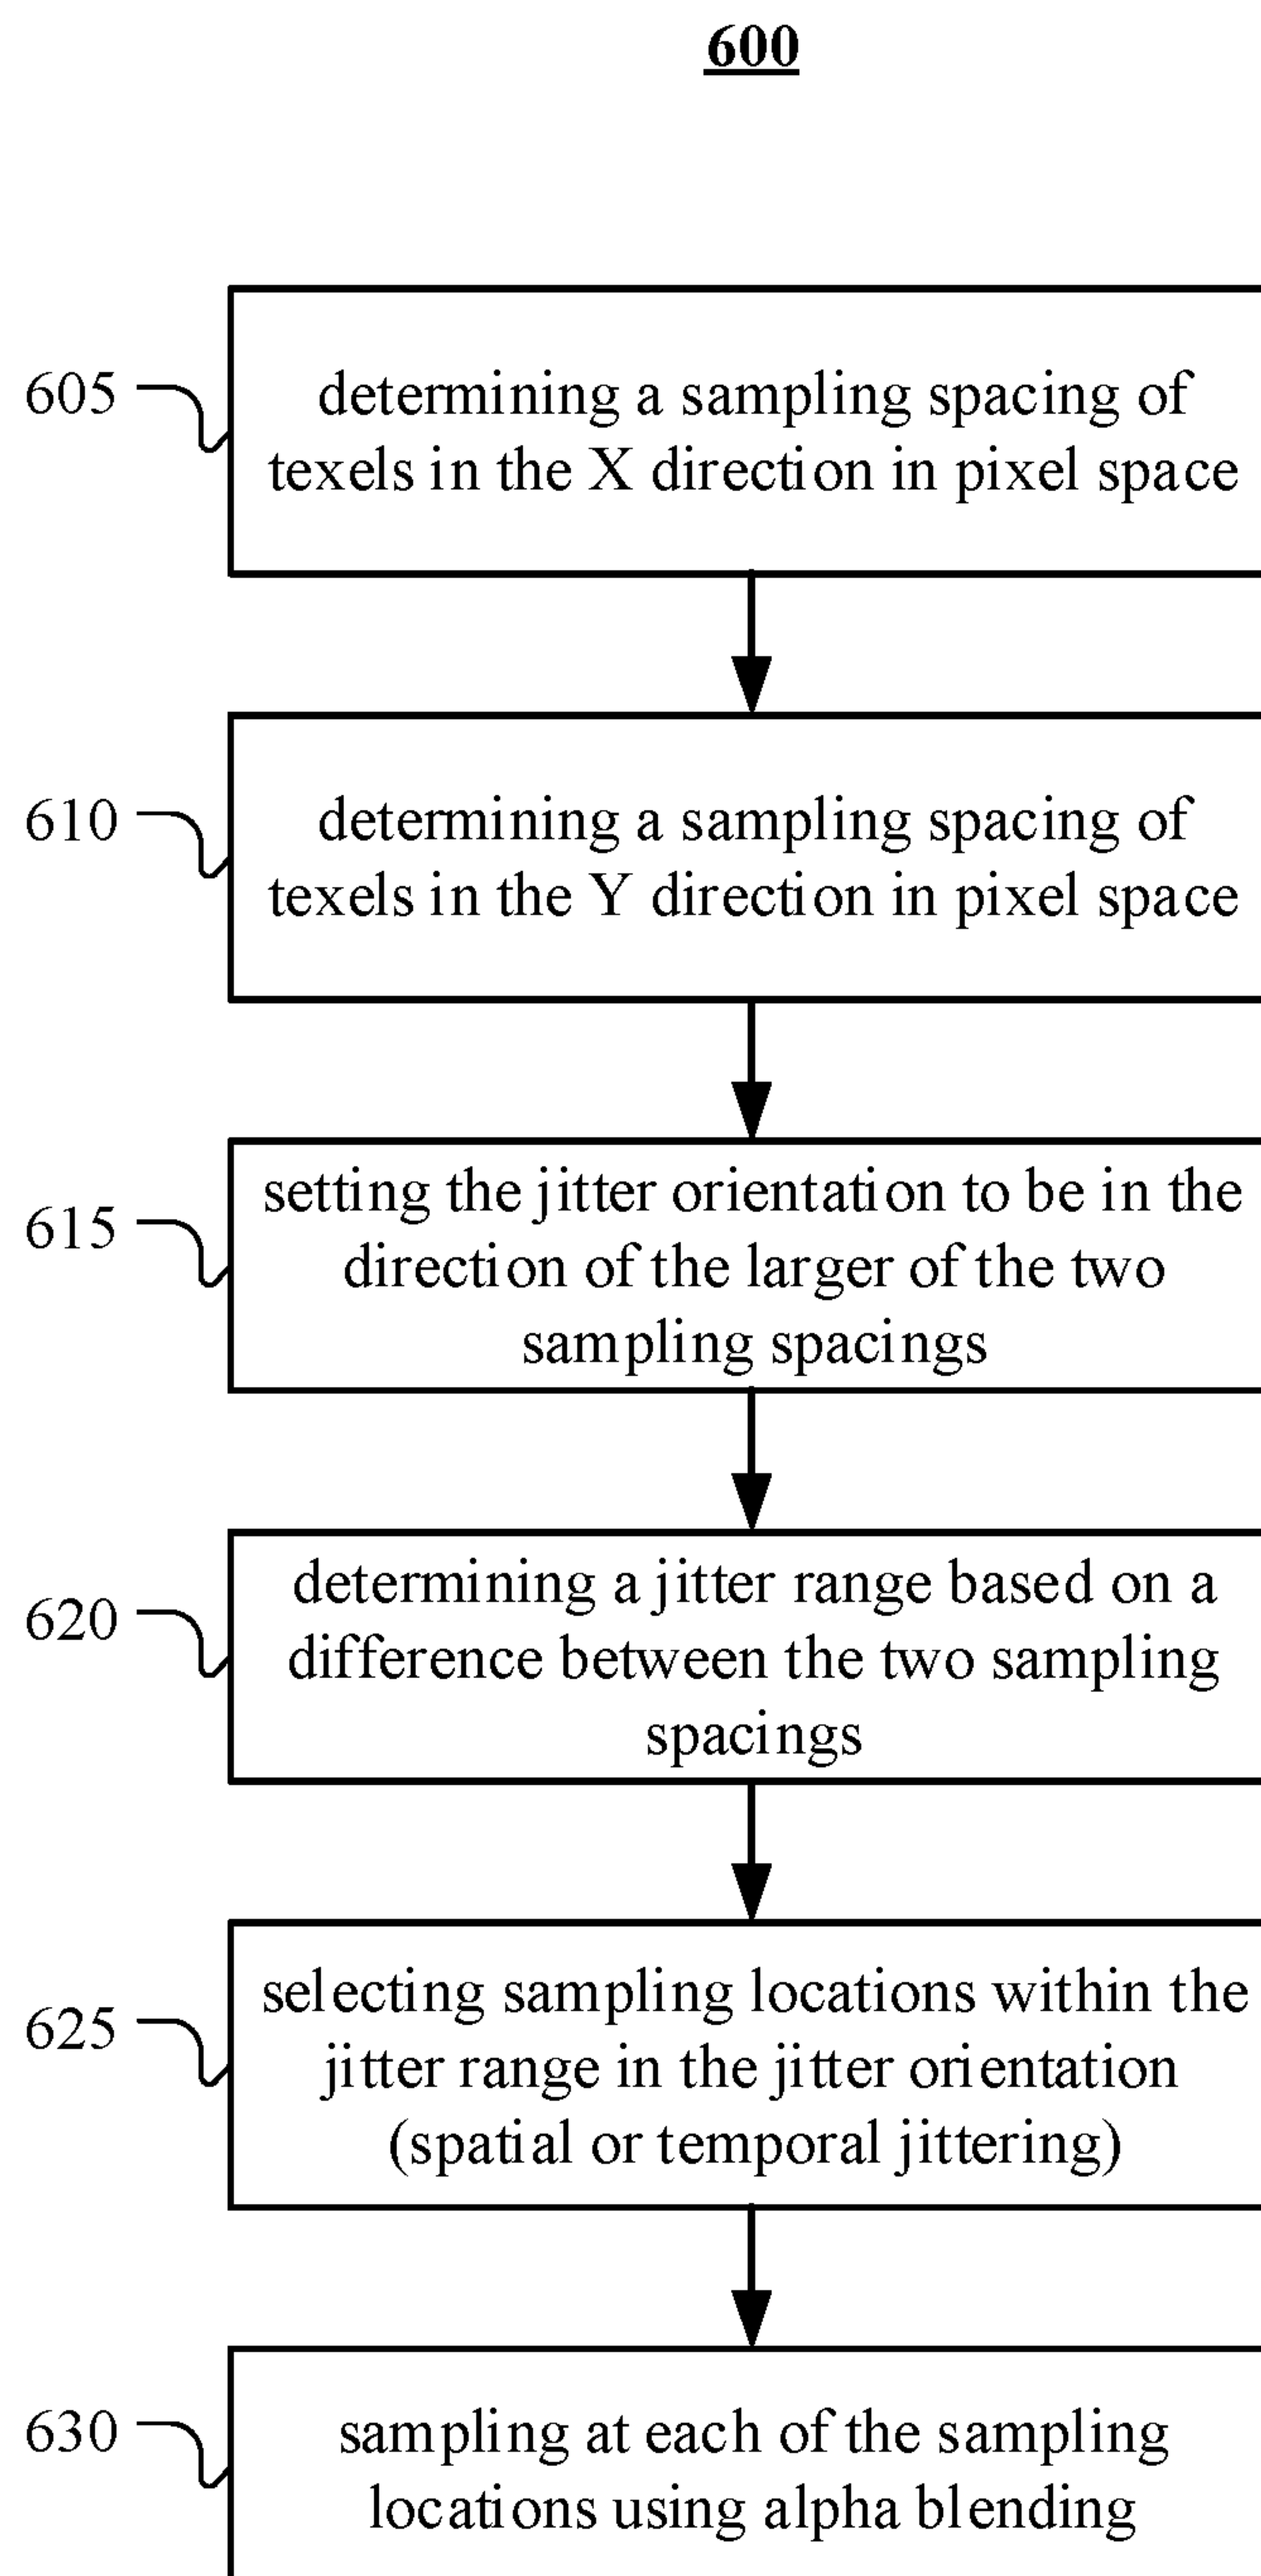 600
605
determining a sampling spacing of
texels in the X direction in pixel space
610
determining a sampling spacing of
texels in the Y direction in pixel space
615
setting the jitter orientation to be in the
direction of the larger of the two
sampling spacings
620
determining a jitter range based on a
difference between the two sampling
spacings
625
selecting sampling locations within the
jitter range in the jitter orientation
(spatial or temporal jittering)
630
sampling at each of the sampling
locations using alpha blending